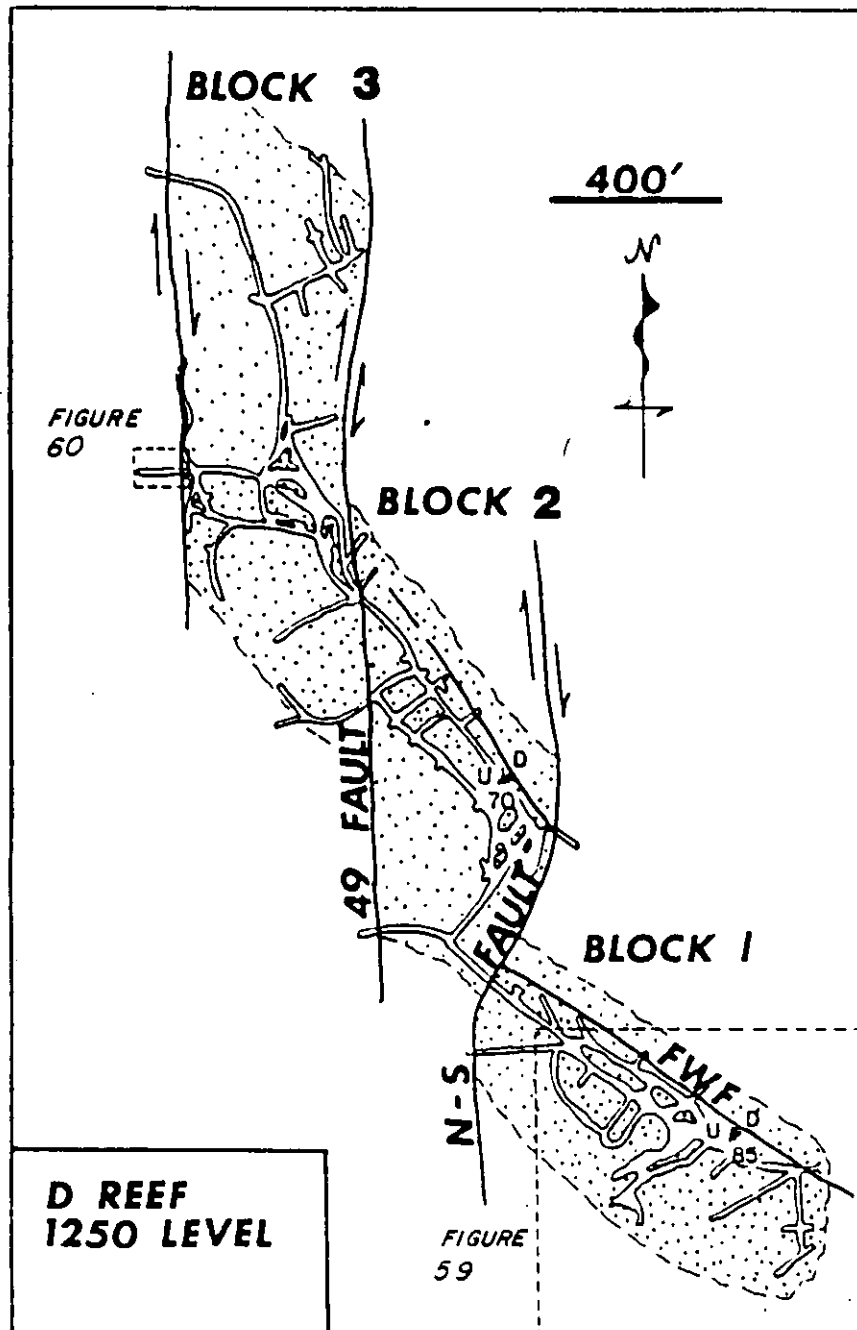 BLOCK 3
400'
N
FIGURE
60
BLOCK 2
U D
70
49 FAULT
FAULT
BLOCK 1
N-S
FWF
U D
85
D REEF
1250 LEVEL
FIGURE
59